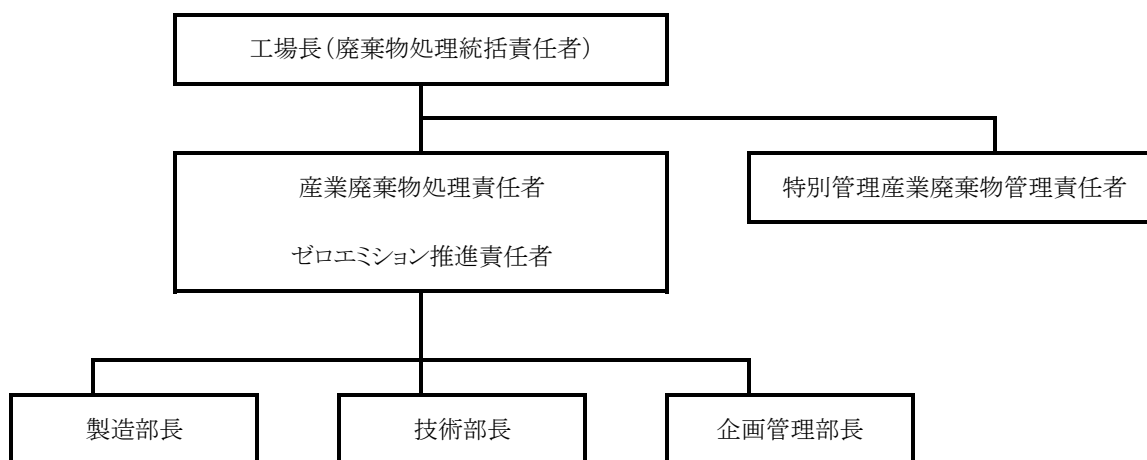 工場長(廃棄物処理統括責任者)
産業廃棄物処理責任者
ゼロエミション推進責任者
特別管理産業廃棄物管理責任者
製造部長
技術部長
企画管理部長